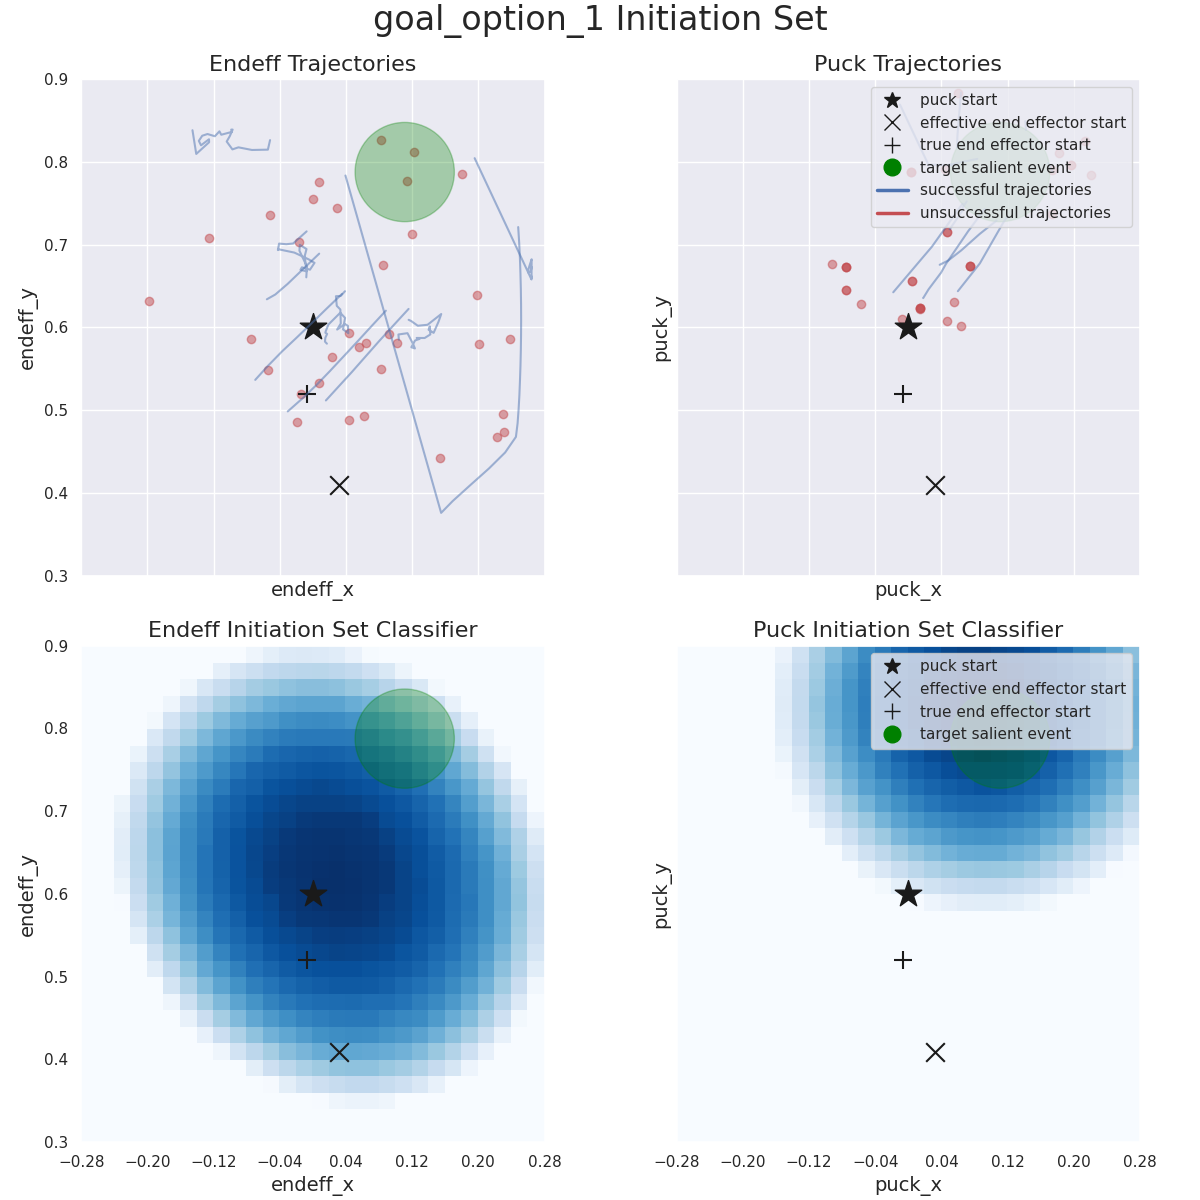 goal_option_1 Initiation Set
Endeff Trajectories
Puck Trajectories
0.9
0.8
0.7
0.6
0.5
0.4
0.3
endeff_y
endeff_x
puck start
effective end effector start
true end effector start
target salient event
successful trajectories
unsuccessful trajectories
puck_y
puck_x
Endeff Initiation Set Classifier
Puck Initiation Set Classifier
0.9
0.8
0.7
0.6
0.5
0.4
0.3
endeff_y
−0.28 −0.20 −0.12 −0.04 0.04 0.12 0.20 0.28
endeff_x
puck start
effective end effector start
true end effector start
target salient event
puck_y
−0.28 −0.20 −0.12 −0.04 0.04 0.12 0.20 0.28
puck_x